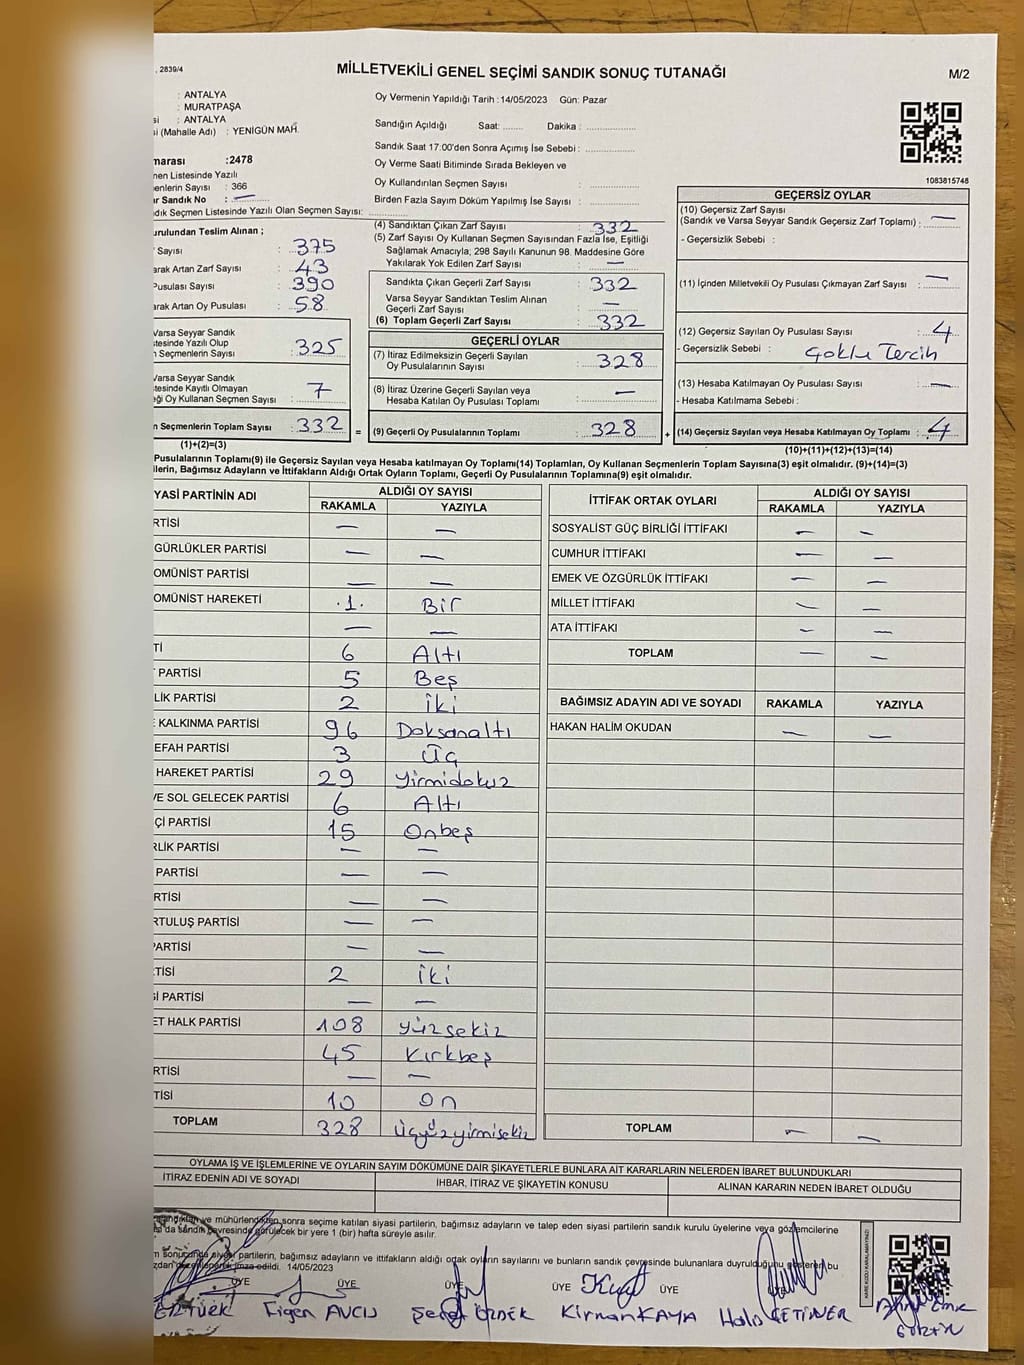 , 2839/4
MİLLETVEKİLİ GENEL SEÇİMİ SANDIK SONUÇ TUTANAĞI
M/2
: ANTALYA
: MURATPAŞA
si : ANTALYA
si (Mahalle Adı) : YENİGÜN MAH.
marası :2478
nen Listesinde Yazılı
enlerin Sayısı : 366
ar Sandık No : —
dık Seçmen Listesinde Yazılı Olan Seçmen Sayısı:
Oy Vermenin Yapıldığı Tarih : 14/05/2023 Gün: Pazar
Sandığın Açıldığı Saat: ........ Dakika : ..................
Sandık Saat 17:00'den Sonra Açılmış İse Sebebi : ..................
Oy Verme Saati Bitiminde Sırada Bekleyen ve
Oy Kullandırılan Seçmen Sayısı : ..................
Birden Fazla Sayım Döküm Yapılmış İse Sayısı : ..................
1083815748
urulundan Teslim Alınan ;
Sayısı : 375
arak Artan Zarf Sayısı : 43
Pusulası Sayısı : 390
arak Artan Oy Pusulası : 58
Varsa Seyyar Sandık
tesinde Yazılı Olup
n Seçmenlerin Sayısı : 325
Varsa Seyyar Sandık
tesinde Kayıtlı Olmayan
eği Oy Kullanan Seçmen Sayısı : 7
n Seçmenlerin Toplam Sayısı : 332 =
(1)+(2)=(3)
(4) Sandıktan Çıkan Zarf Sayısı : 332
(5) Zarf Sayısı Oy Kullanan Seçmen Sayısından Fazla İse, Eşitliği
Sağlamak Amacıyla; 298 Sayılı Kanunun 98. Maddesine Göre
Yakılarak Yok Edilen Zarf Sayısı : —
Sandıkta Çıkan Geçerli Zarf Sayısı : 332
Varsa Seyyar Sandıktan Teslim Alınan
Geçerli Zarf Sayısı : —
(6) Toplam Geçerli Zarf Sayısı : 332
GEÇERLİ OYLAR
(7) İtiraz Edilmeksizin Geçerli Sayılan
Oy Pusulalarının Sayısı : 328
(8) İtiraz Üzerine Geçerli Sayılan veya
Hesaba Katılan Oy Pusulası Toplamı : —
(9) Geçerli Oy Pusulalarının Toplamı : 328 +
GEÇERSİZ OYLAR
(10) Geçersiz Zarf Sayısı
(Sandık ve Varsa Seyyar Sandık Geçersiz Zarf Toplamı) : —
- Geçersizlik Sebebi :
(11) İçinden Milletvekili Oy Pusulası Çıkmayan Zarf Sayısı : —
(12) Geçersiz Sayılan Oy Pusulası Sayısı : 4
- Geçersizlik Sebebi : Çoklu Tercih
(13) Hesaba Katılmayan Oy Pusulası Sayısı : —
- Hesaba Katılmama Sebebi :
(14) Geçersiz Sayılan veya Hesaba Katılmayan Oy Toplamı : 4
(10)+(11)+(12)+(13)=(14)
Pusulalarının Toplamı(9) ile Geçersiz Sayılan veya Hesaba katılmayan Oy Toplamı(14) Toplamları, Oy Kullanan Seçmenlerin Toplam Sayısına(3) eşit olmalıdır. (9)+(14)=(3)
ilerin, Bağımsız Adayların ve İttifakların Aldığı Ortak Oyların Toplamı, Geçerli Oy Pusulalarının Toplamına(9) eşit olmalıdır.
YASİ PARTİNİN ADI ALDIĞI OY SAYISI
RAKAMLA YAZIYLA
RTİSİ — —
GÜRLÜKLER PARTİSİ — —
OMÜNİST PARTİSİ — —
OMÜNİST HAREKETİ .1. Bir
— —
Tİ 6 Altı
PARTİSİ 5 Beş
LİK PARTİSİ 2 İki
E KALKINMA PARTİSİ 96 Doksanaltı
EFAH PARTİSİ 3 Üç
HAREKET PARTİSİ 29 Yirmidokuz
VE SOL GELECEK PARTİSİ 6 Altı
Çİ PARTİSİ 15 Onbeş
RLİK PARTİSİ — —
PARTİSİ — —
RTİSİ — —
RTULUŞ PARTİSİ — —
PARTİSİ — —
TİSİ 2 İki
Sİ PARTİSİ — —
ET HALK PARTİSİ 108 Yüzsekiz
45 Kırkbeş
RTİSİ — —
TİSİ 10 On
TOPLAM 328 Üçyüzyirmisekiz
İTTİFAK ORTAK OYLARI ALDIĞI OY SAYISI
RAKAMLA YAZIYLA
SOSYALİST GÜÇ BİRLİĞİ İTTİFAKI — —
CUMHUR İTTİFAKI — —
EMEK VE ÖZGÜRLÜK İTTİFAKI — —
MİLLET İTTİFAKI — —
ATA İTTİFAKI — —
TOPLAM — —
BAĞIMSIZ ADAYIN ADI VE SOYADI RAKAMLA YAZIYLA
HAKAN HALİM OKUDAN — —
TOPLAM — —
OYLAMA İŞ VE İŞLEMLERİNE VE OYLARIN SAYIM DÖKÜMÜNE DAİR ŞİKAYETLERLE BUNLARA AİT KARARLARIN NELERDEN İBARET BULUNDUKLARI
İTİRAZ EDENİN ADI VE SOYADI İHBAR, İTİRAZ VE ŞİKAYETİN KONUSU ALINAN KARARIN NEDEN İBARET OLDUĞU
ve mühürlendikten sonra seçime katılan siyasi partilerin, bağımsız adayların ve talep eden siyasi partilerin sandık kurulu üyelerine veya gözlemcilerine
da sandık çevresinde görülecek bir yere 1 (bir) hafta süreyle asılır.
m sonucunda siyasi partilerin, bağımsız adayların ve ittifakların aldığı ortak oyların sayılarını ve bunların sandık çevresinde bulunanlara duyrulduğunu gösteren bu
imza edildi. 14/05/2023
ÜYE ÜYE ÜYE ÜYE ÜYE
Figen AVCU KirmanKAYA Halis ÇETİNER